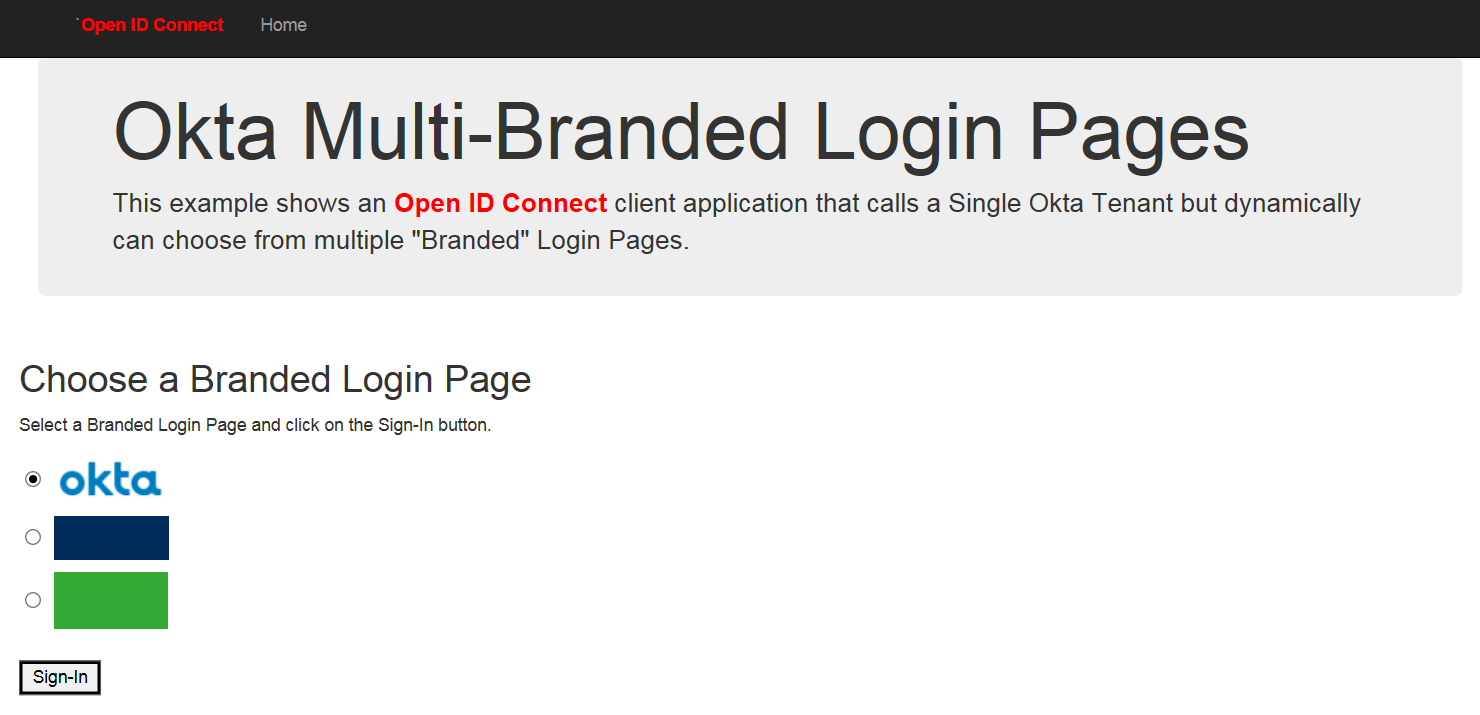 `Open ID Connect Home
Okta Multi-Branded Login Pages
This example shows an Open ID Connect client application that calls a Single Okta Tenant but dynamically
can choose from multiple "Branded" Login Pages.
Choose a Branded Login Page
Select a Branded Login Page and click on the Sign-In button.
okta
Sign-In